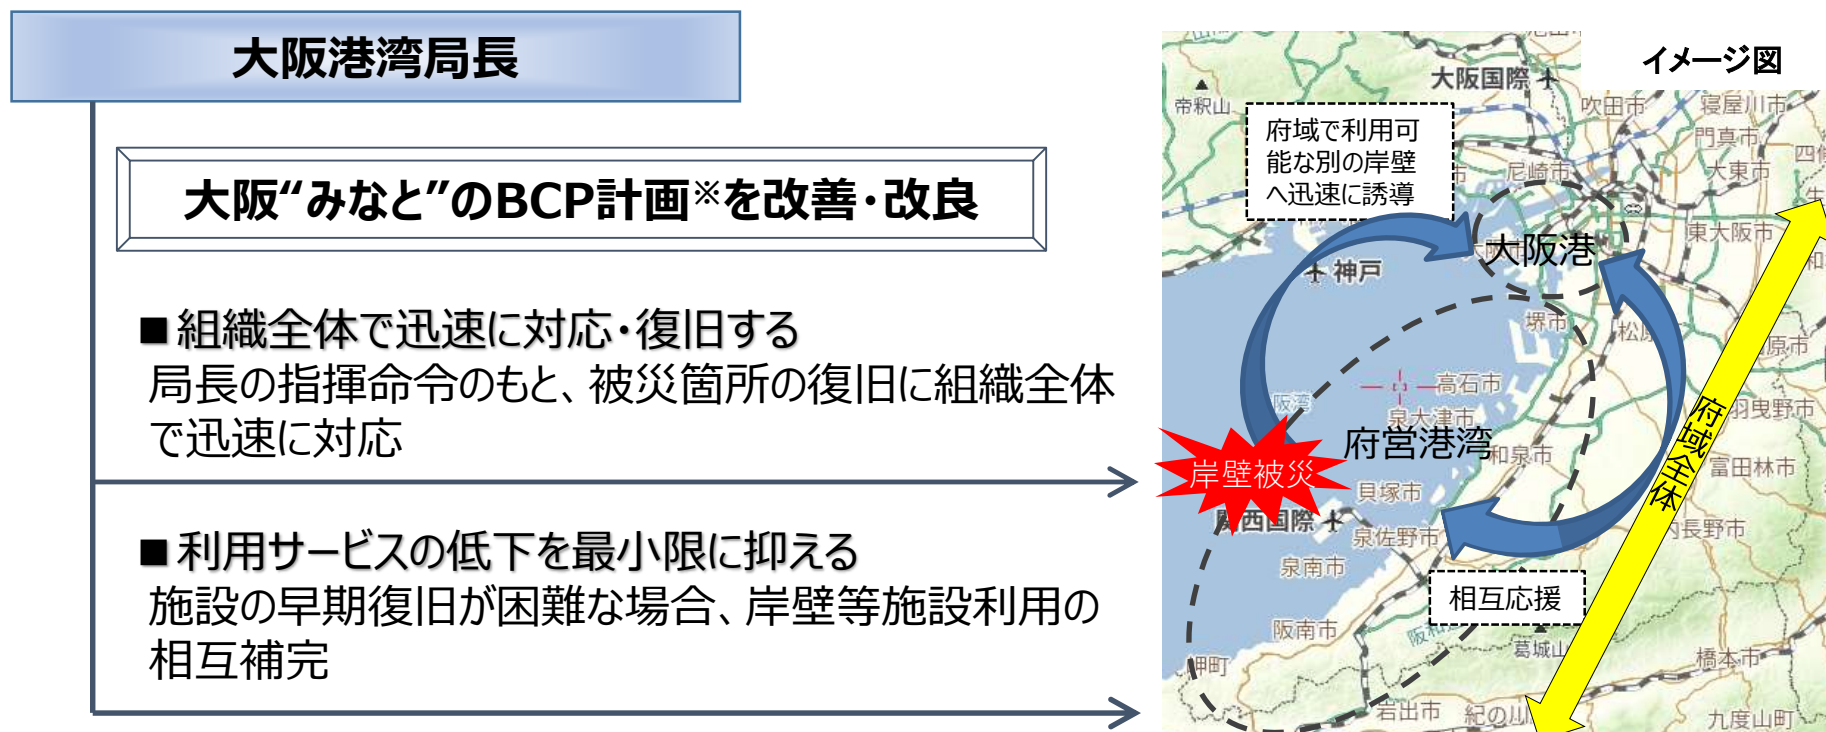 大阪港湾局長
大阪“みなと”のBCP計画※を改善・改良
■組織全体で迅速に対応・復旧する
局長の指揮命令のもと、被災箇所の復旧に組織全体
で迅速に対応
■利用サービスの低下を最小限に抑える
施設の早期復旧が困難な場合、岸壁等施設利用の
相互補完
イメージ図
大阪国際
帝釈山
吹田市
寝屋川市
府域で利用可
能な別の岸壁
へ迅速に誘導
門真市
尼崎市
大東市
東大阪市
大阪港
神戸
堺市
高石市
阪湾
泉大津市
羽曳野市
府営港湾
和泉市
府域全体
富田林市
岸壁被災
貝塚市
関西国際
泉佐野市
内長野市
泉南市
相互応援
阪南市
阪和
葛城山
岬町
橋本市
岩出市
紀の川
九度山町